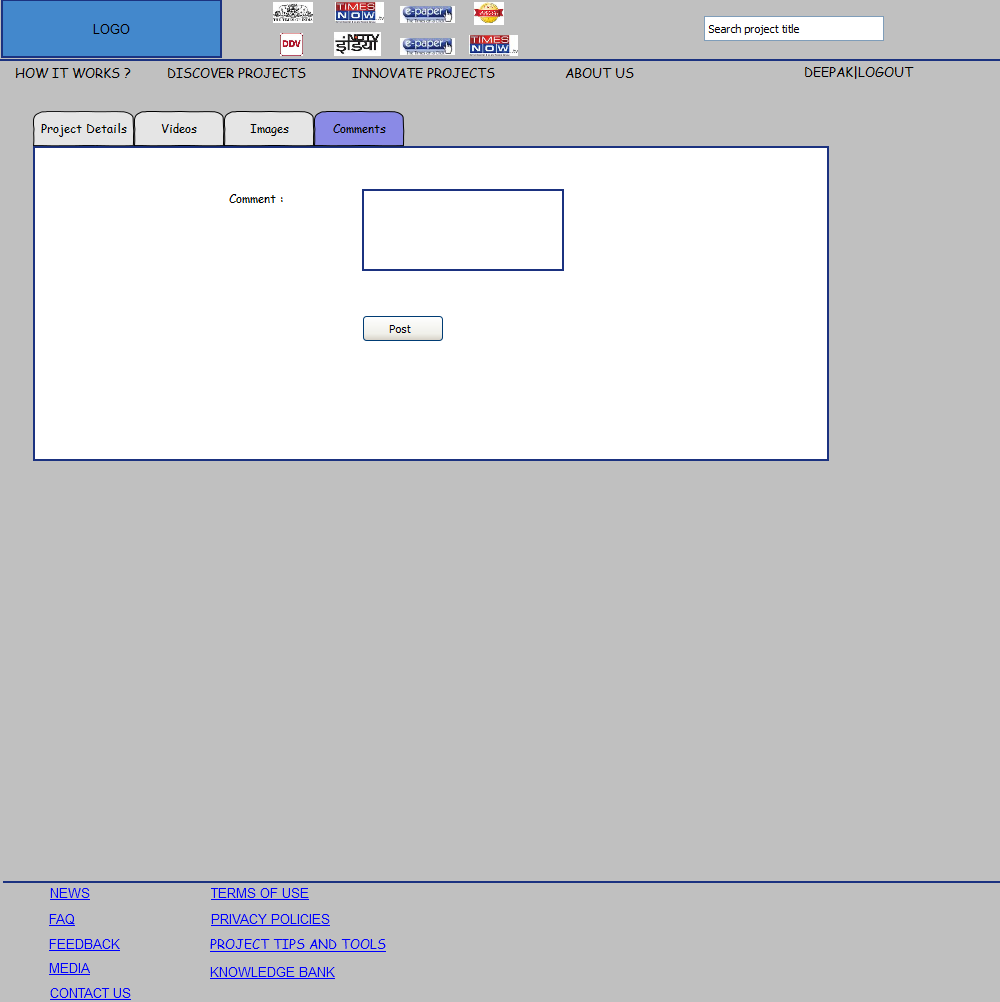 LOGO
TIMES NOW
e-paper
Search project title
DDV
NDTV इंडिया
e-paper
TIMES NOW
HOW IT WORKS ?
DISCOVER PROJECTS
INNOVATE PROJECTS
ABOUT US
DEEPAK|LOGOUT
Project Details
Videos
Images
Comments
Comment :
Post
NEWS
TERMS OF USE
FAQ
PRIVACY POLICIES
FEEDBACK
PROJECT TIPS AND TOOLS
MEDIA
KNOWLEDGE BANK
CONTACT US